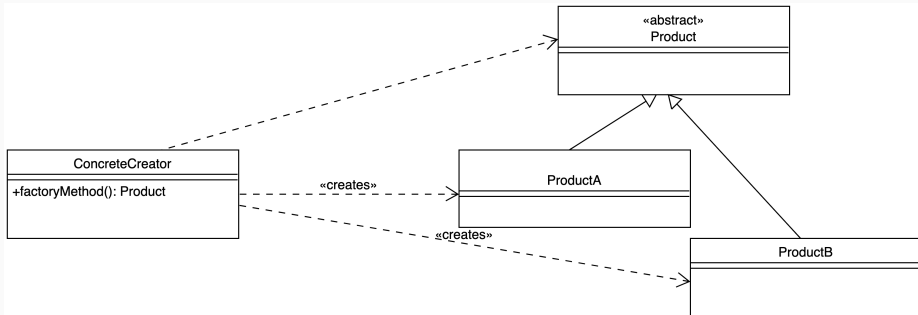 «abstract»
Product
ConcreteCreator
+factoryMethod(): Product
«creates»
ProductA
«creates»
ProductB